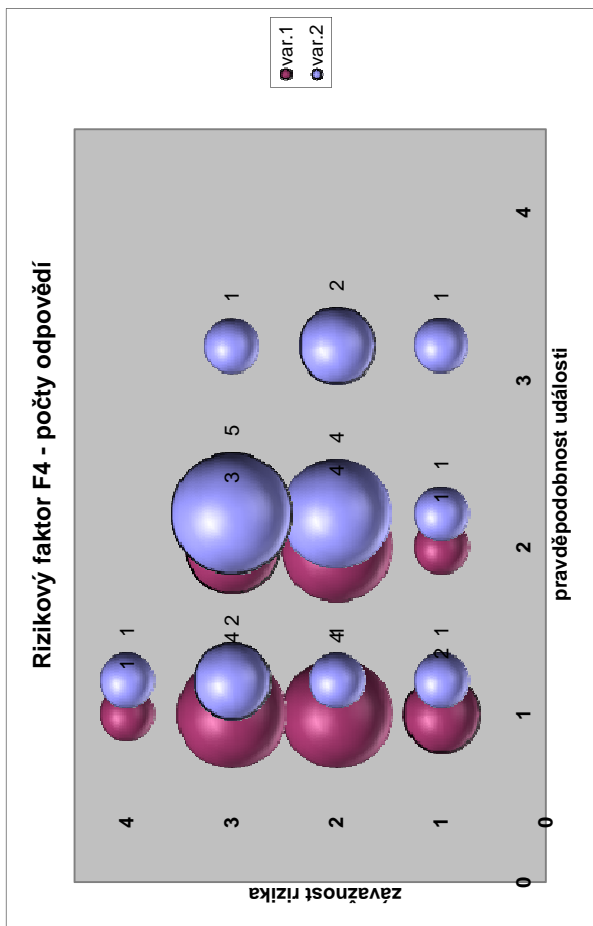 Rizikový faktor F4 - počty odpovědí
závažnost rizika
4 1 1
3 4 2 3 5 1
2 4 1 4 4 2
1 2 1 1 1 1
0
0 1 2 3 4
pravděpodobnost události
var.1
var.2